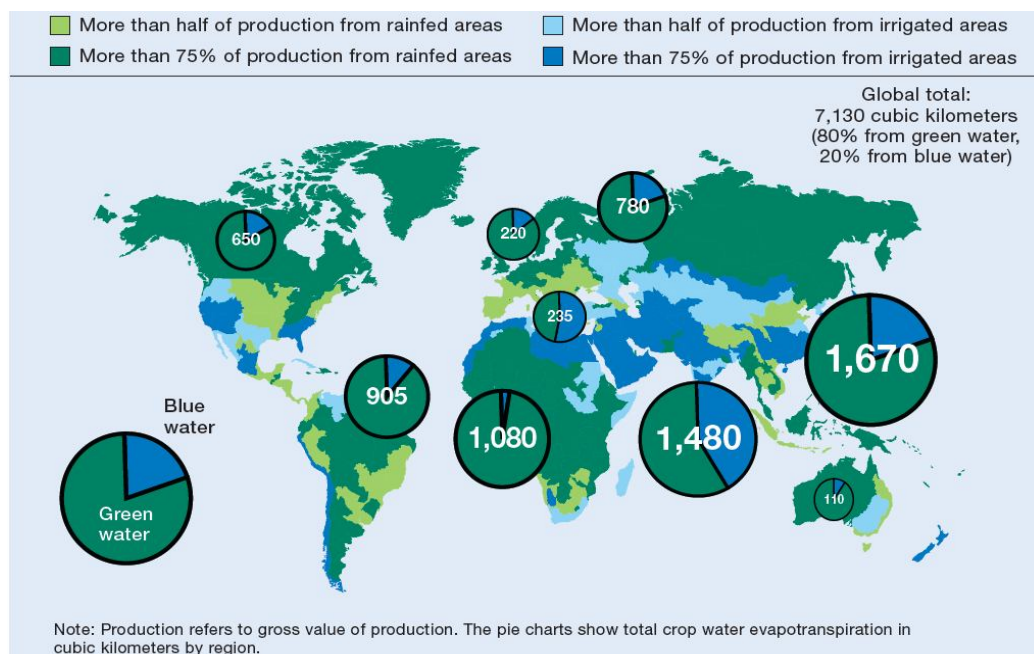 More than half of production from rainfed areas
More than half of production from irrigated areas
More than 75% of production from rainfed areas
More than 75% of production from irrigated areas
Global total:
7,130 cubic kilometers
(80% from green water,
20% from blue water)
780
650
220
235
1,670
905
1,080
1,480
Blue
water
110
Green
water
Note: Production refers to gross value of production. The pie charts show total crop water evapotranspiration in
cubic kilometers by region.